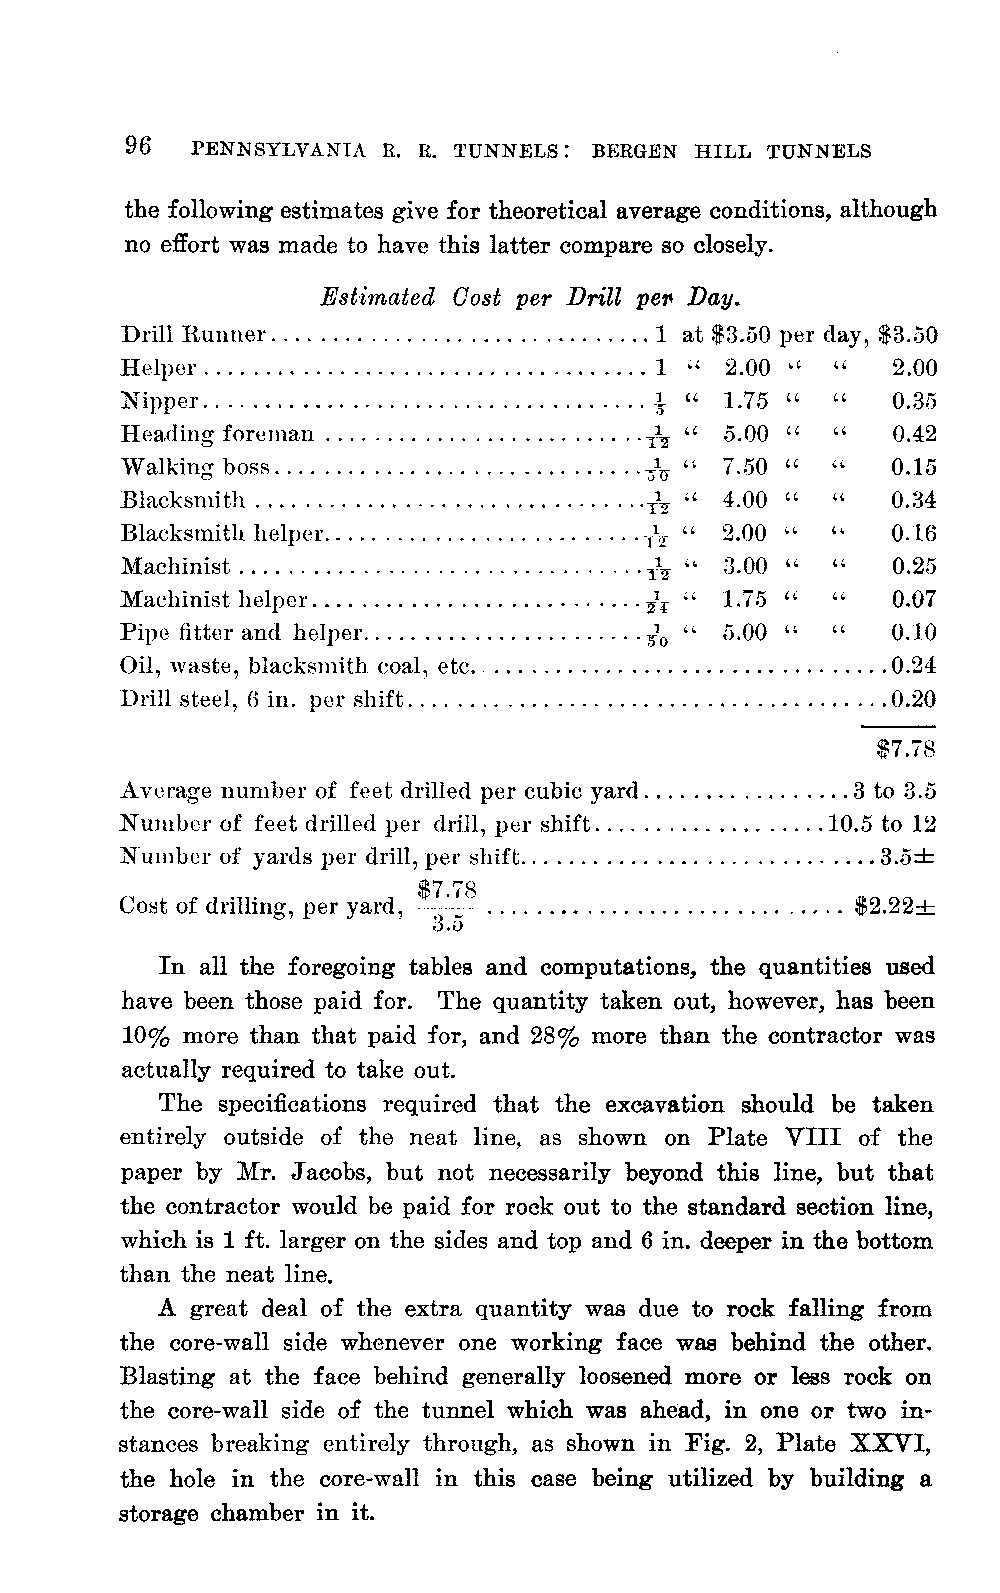 96 PENNSYLVANIA R. R. TUNNELS: BERGEN HILL TUNNELS
the following estimates give for theoretical average conditions, although
no effort was made to have this latter compare so closely.
Estimated Cost per Drill per Day.
Drill Runner............................... 1 at $3.50 per day, $3.50
Helper.................................... 1 “ 2.00 “ “ 2.00
Nipper.................................... 1/5 “ 1.75 “ “ 0.35
Heading foreman .......................... 1/12 “ 5.00 “ “ 0.42
Walking boss.............................. 1/50 “ 7.50 “ “ 0.15
Blacksmith ................................ 1/12 “ 4.00 “ “ 0.34
Blacksmith helper.......................... 1/12 “ 2.00 “ “ 0.16
Machinist ................................. 1/12 “ 3.00 “ “ 0.25
Machinist helper........................... 1/24 “ 1.75 “ “ 0.07
Pipe fitter and helper....................... 1/50 “ 5.00 “ “ 0.10
Oil, waste, blacksmith coal, etc. .................................0.24
Drill steel, 6 in. per shift.......................................0.20
$7.78
Average number of feet drilled per cubic yard.................3 to 3.5
Number of feet drilled per drill, per shift...................10.5 to 12
Number of yards per drill, per shift.............................3.5±
Cost of drilling, per yard, $7.78/3.5 ............................. $2.22±
In all the foregoing tables and computations, the quantities used
have been those paid for. The quantity taken out, however, has been
10% more than that paid for, and 28% more than the contractor was
actually required to take out.
The specifications required that the excavation should be taken
entirely outside of the neat line, as shown on Plate VIII of the
paper by Mr. Jacobs, but not necessarily beyond this line, but that
the contractor would be paid for rock out to the standard section line,
which is 1 ft. larger on the sides and top and 6 in. deeper in the bottom
than the neat line.
A great deal of the extra quantity was due to rock falling from
the core-wall side whenever one working face was behind the other.
Blasting at the face behind generally loosened more or less rock on
the core-wall side of the tunnel which was ahead, in one or two in-
stances breaking entirely through, as shown in Fig. 2, Plate XXVI,
the hole in the core-wall in this case being utilized by building a
storage chamber in it.